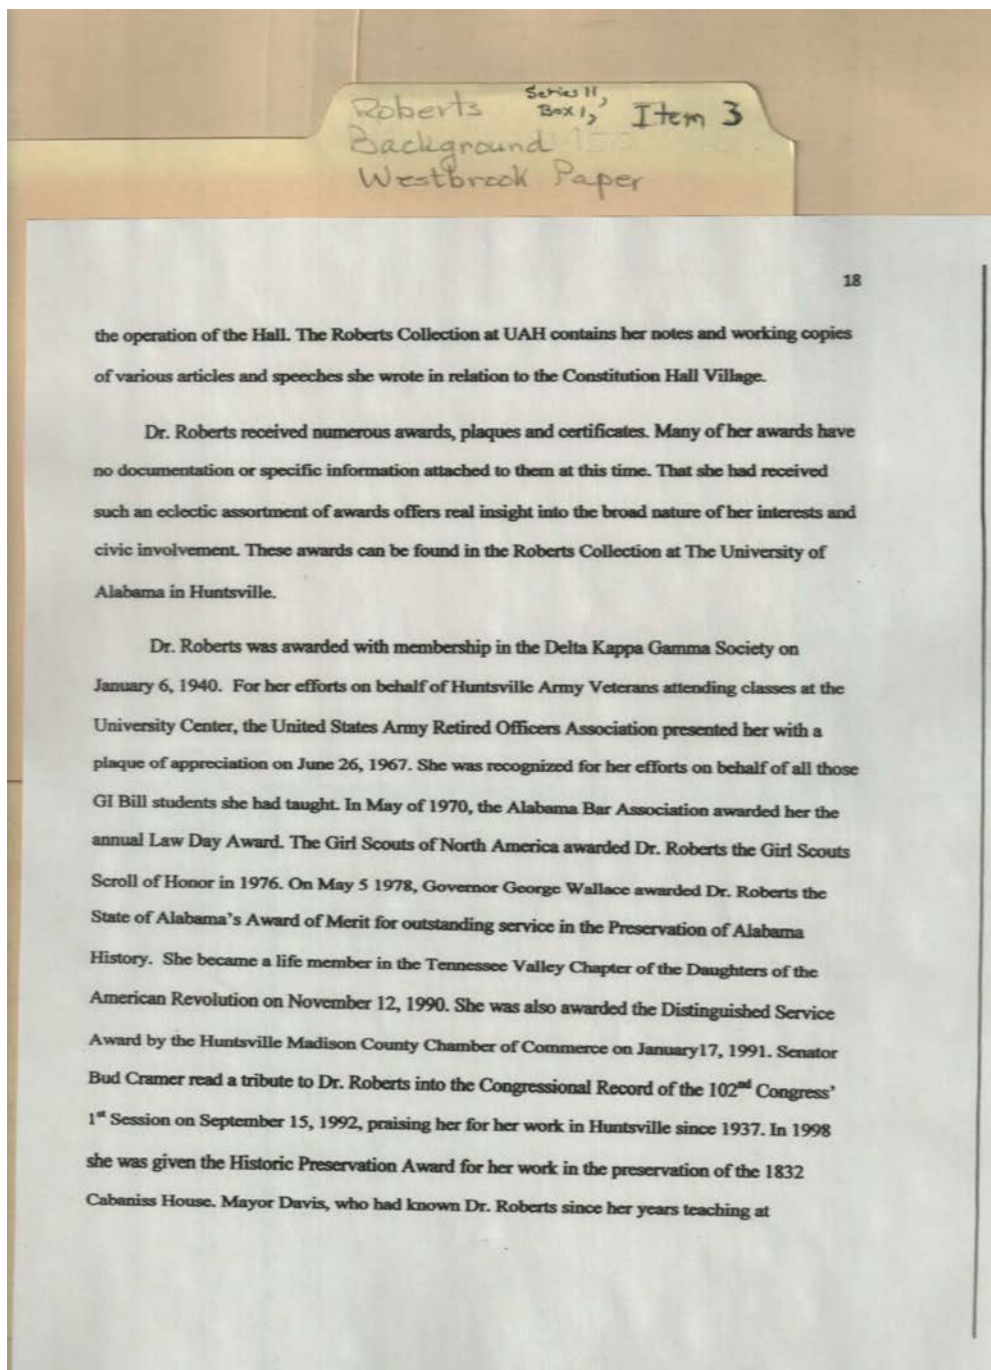 Roberts Series II, Box 1, Item 3
Background
Westbrook Paper
18
the operation of the Hall. The Roberts Collection at UAH contains her notes and working copies
of various articles and speeches she wrote in relation to the Constitution Hall Village.
Dr. Roberts received numerous awards, plaques and certificates. Many of her awards have
no documentation or specific information attached to them at this time. That she had received
such an eclectic assortment of awards offers real insight into the broad nature of her interests and
civic involvement. These awards can be found in the Roberts Collection at The University of
Alabama in Huntsville.
Dr. Roberts was awarded with membership in the Delta Kappa Gamma Society on
January 6, 1940. For her efforts on behalf of Huntsville Army Veterans attending classes at the
University Center, the United States Army Retired Officers Association presented her with a
plaque of appreciation on June 26, 1967. She was recognized for her efforts on behalf of all those
GI Bill students she had taught. In May of 1970, the Alabama Bar Association awarded her the
annual Law Day Award. The Girl Scouts of North America awarded Dr. Roberts the Girl Scouts
Scroll of Honor in 1976. On May 5 1978, Governor George Wallace awarded Dr. Roberts the
State of Alabama's Award of Merit for outstanding service in the Preservation of Alabama
History. She became a life member in the Tennessee Valley Chapter of the Daughters of the
American Revolution on November 12, 1990. She was also awarded the Distinguished Service
Award by the Huntsville Madison County Chamber of Commerce on January17, 1991. Senator
Bud Cramer read a tribute to Dr. Roberts into the Congressional Record of the 102nd Congress'
1st Session on September 15, 1992, praising her for her work in Huntsville since 1937. In 1998
she was given the Historic Preservation Award for her work in the preservation of the 1832
Cabaniss House. Mayor Davis, who had known Dr. Roberts since her years teaching at